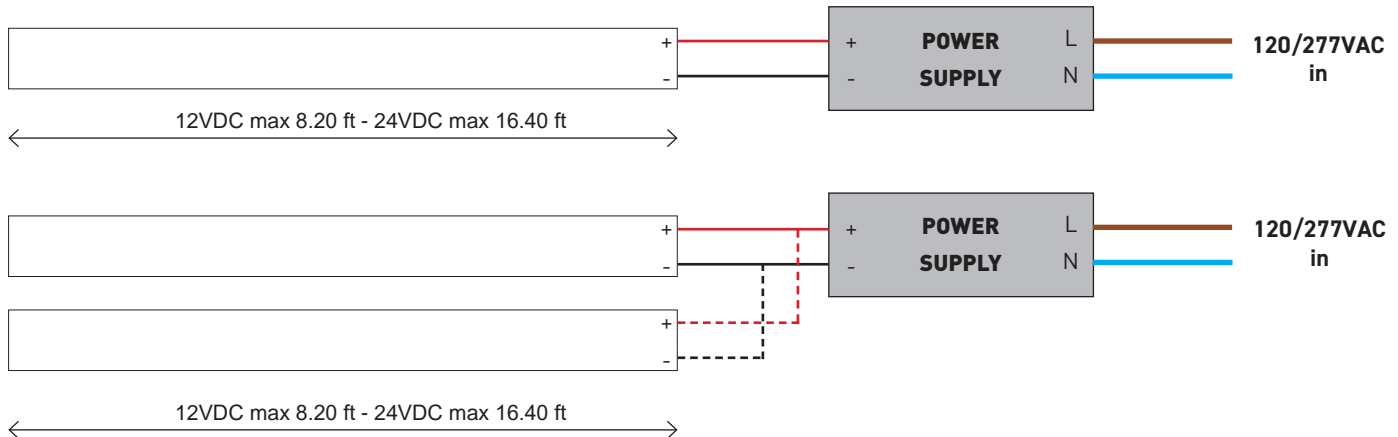 + + POWER L 120/277VAC
- - SUPPLY N in
12VDC max 8.20 ft - 24VDC max 16.40 ft
+ + POWER L 120/277VAC
- - SUPPLY N in
+
-
12VDC max 8.20 ft - 24VDC max 16.40 ft